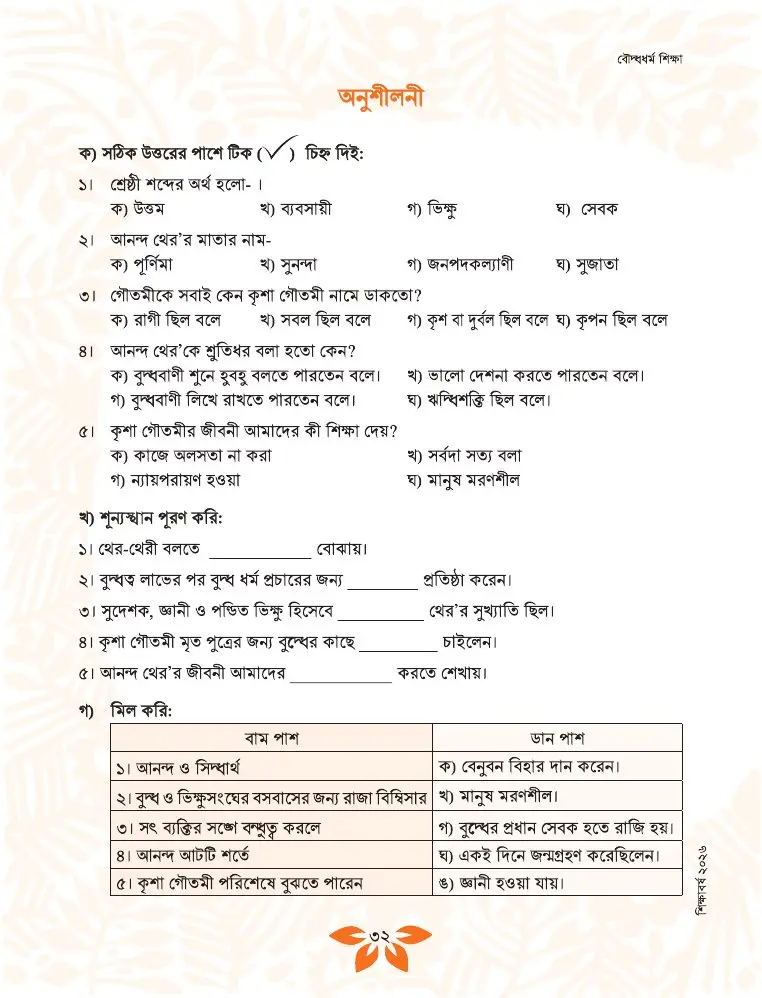 বৌদ্ধধর্ম শিক্ষা
অনুশীলনী
ক) সঠিক উত্তরের পাশে টিক (✓) চিহ্ন দিই:
১। শ্রেষ্ঠী শব্দের অর্থ হলো- ।
ক) উত্তম খ) ব্যবসায়ী গ) ভিক্ষু ঘ) সেবক
২। আনন্দ থের'র মাতার নাম-
ক) পূর্ণিমা খ) সুনন্দা গ) জনপদকল্যাণী ঘ) সুজাতা
৩। গৌতমীকে সবাই কেন কৃশা গৌতমী নামে ডাকতো?
ক) রাগী ছিল বলে খ) সবল ছিল বলে গ) কৃশ বা দুর্বল ছিল বলে ঘ) কৃপন ছিল বলে
৪। আনন্দ থের'কে শ্রুতিধর বলা হতো কেন?
ক) বুদ্ধবাণী শুনে হুবহু বলতে পারতেন বলে। খ) ভালো দেশনা করতে পারতেন বলে।
গ) বুদ্ধবাণী লিখে রাখতে পারতেন বলে। ঘ) ঋদ্ধিশক্তি ছিল বলে।
৫। কৃশা গৌতমীর জীবনী আমাদের কী শিক্ষা দেয়?
ক) কাজে অলসতা না করা খ) সর্বদা সত্য বলা
গ) ন্যায়পরায়ণ হওয়া ঘ) মানুষ মরণশীল
খ) শূন্যস্থান পূরণ করি:
১। থের-থেরী বলতে ____________ বোঝায়।
২। বুদ্ধত্ব লাভের পর বুদ্ধ ধর্ম প্রচারের জন্য ________ প্রতিষ্ঠা করেন।
৩। সুদেশক, জ্ঞানী ও পন্ডিত ভিক্ষু হিসেবে __________ থের'র সুখ্যাতি ছিল।
৪। কৃশা গৌতমী মৃত পুত্রের জন্য বুদ্ধের কাছে _________ চাইলেন।
৫। আনন্দ থের'র জীবনী আমাদের ____________ করতে শেখায়।
গ) মিল করি:
বাম পাশ ডান পাশ
১। আনন্দ ও সিদ্ধার্থ ক) বেনুবন বিহার দান করেন।
২। বুদ্ধ ও ভিক্ষুসংঘের বসবাসের জন্য রাজা বিম্বিসার খ) মানুষ মরণশীল।
৩। সৎ ব্যক্তির সঙ্গে বন্ধুত্ব করলে গ) বুদ্ধের প্রধান সেবক হতে রাজি হয়।
৪। আনন্দ আটটি শর্তে ঘ) একই দিনে জন্মগ্রহণ করেছিলেন।
৫। কৃশা গৌতমী পরিশেষে বুঝতে পারেন ঙ) জ্ঞানী হওয়া যায়।
শিক্ষাবর্ষ ২০২৬
৩২